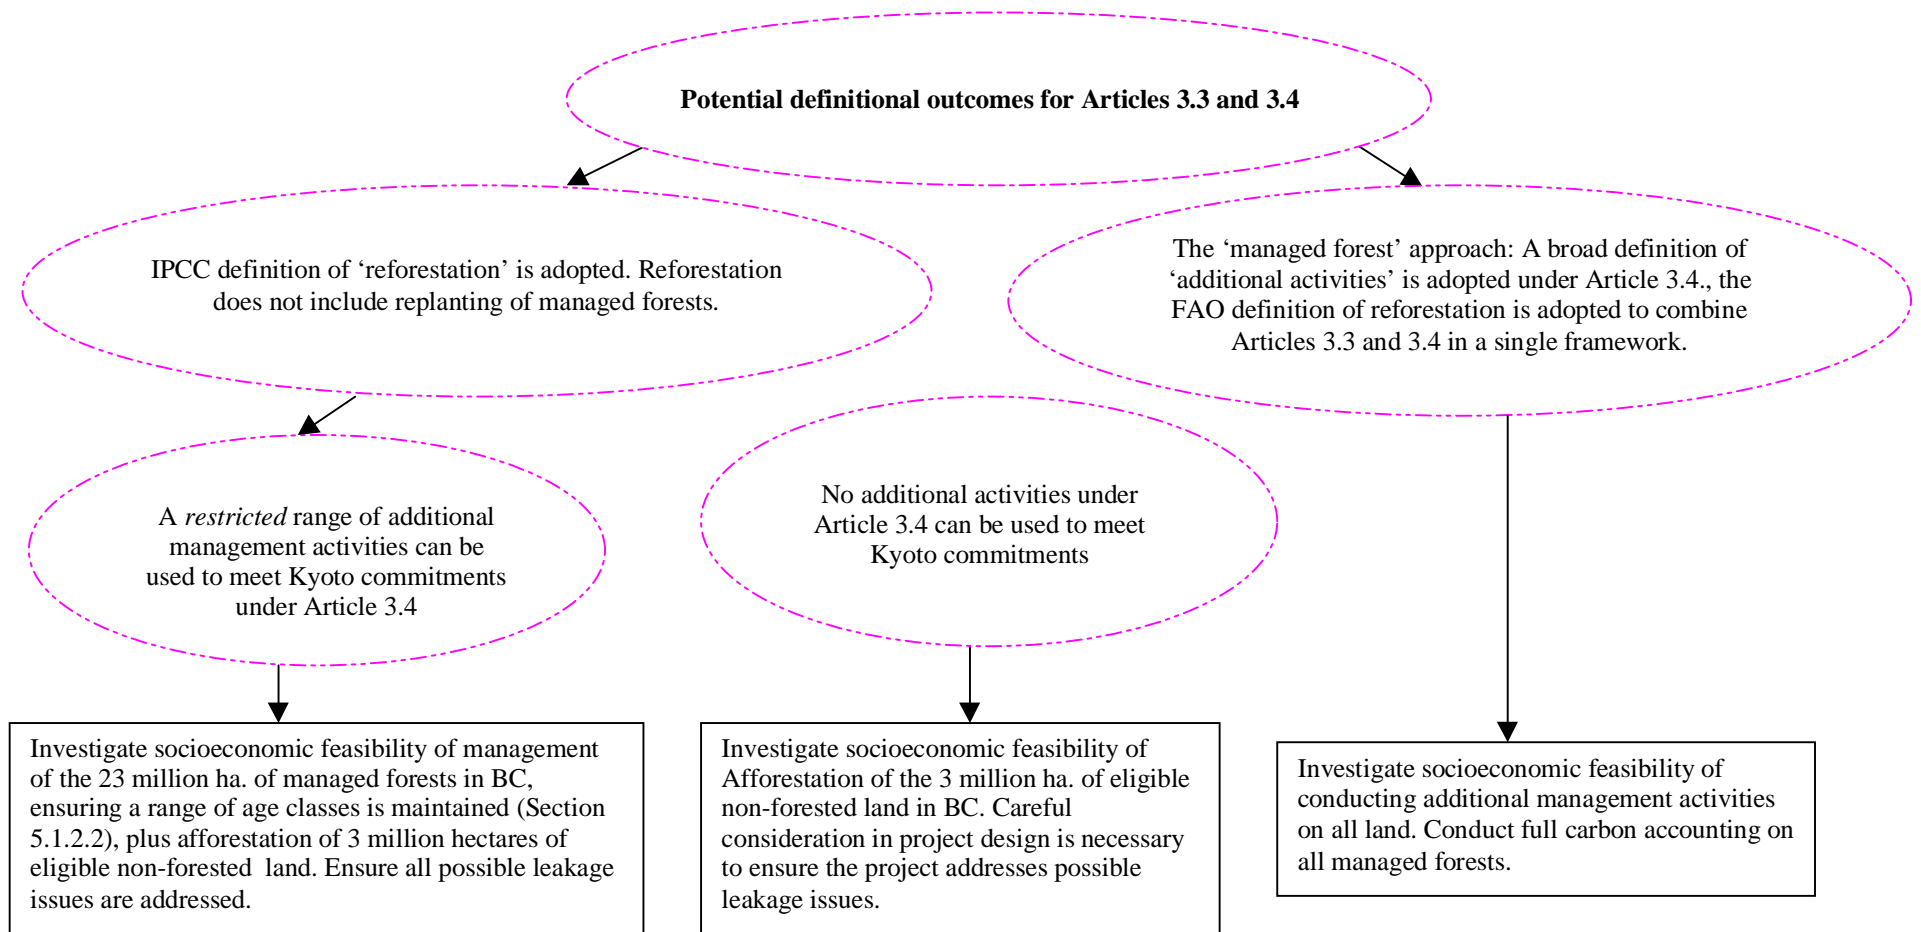 Potential definitional outcomes for Articles 3.3 and 3.4
IPCC definition of ‘reforestation’ is adopted. Reforestation
does not include replanting of managed forests.
The ‘managed forest’ approach: A broad definition of
‘additional activities’ is adopted under Article 3.4., the
FAO definition of reforestation is adopted to combine
Articles 3.3 and 3.4 in a single framework.
A restricted range of additional
management activities can be
used to meet Kyoto commitments
under Article 3.4
No additional activities under
Article 3.4 can be used to meet
Kyoto commitments
Investigate socioeconomic feasibility of management
of the 23 million ha. of managed forests in BC,
ensuring a range of age classes is maintained (Section
5.1.2.2), plus afforestation of 3 million hectares of
eligible non-forested land. Ensure all possible leakage
issues are addressed.
Investigate socioeconomic feasibility of
Afforestation of the 3 million ha. of eligible
non-forested land in BC. Careful
consideration in project design is necessary
to ensure the project addresses possible
leakage issues.
Investigate socioeconomic feasibility of
conducting additional management activities
on all land. Conduct full carbon accounting on
all managed forests.